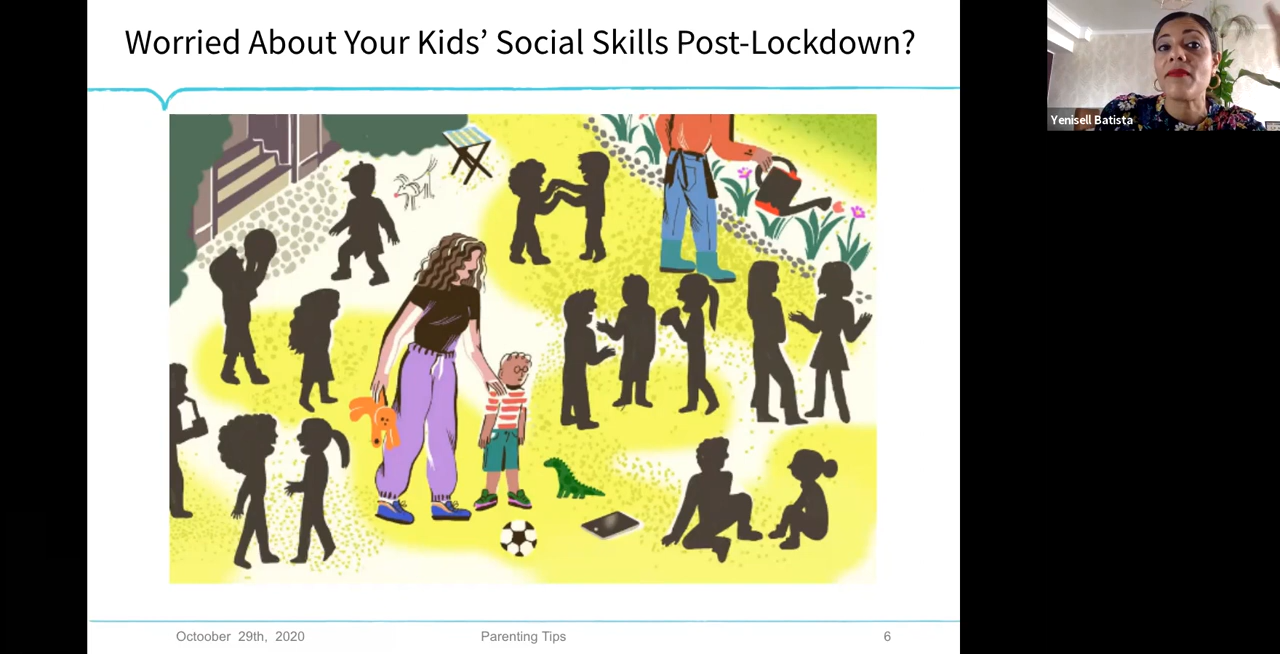 Worried About Your Kids’ Social Skills Post-Lockdown?
Yenisell Batista
Octoober 29th, 2020
Parenting Tips
6